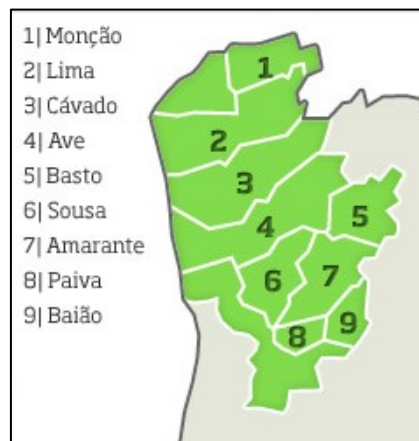 1| Monção
2| Lima
3| Cávado
4| Ave
5| Basto
6| Sousa
7| Amarante
8| Paiva
9| Baião
1
2
3
4
5
6
7
8
9